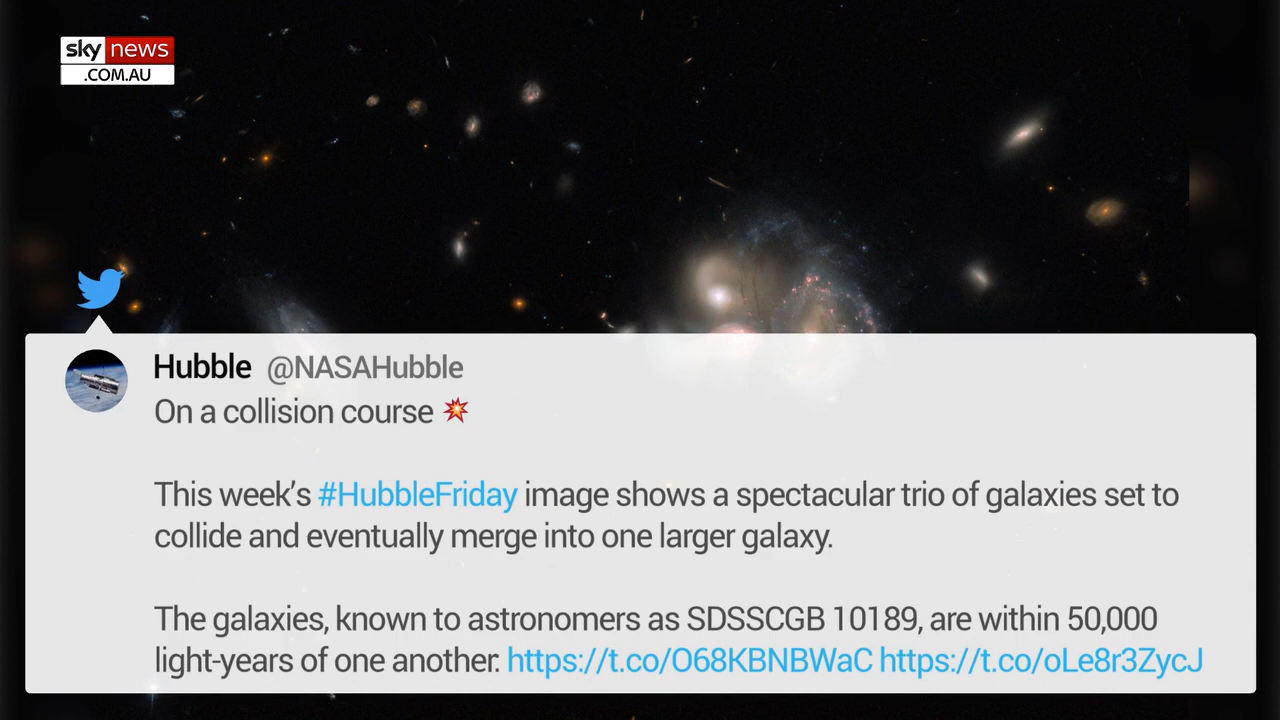 sky news
.COM.AU
Hubble @NASAHubble
On a collision course 💥
This week's #HubbleFriday image shows a spectacular trio of galaxies set to
collide and eventually merge into one larger galaxy.
The galaxies, known to astronomers as SDSSCGB 10189, are within 50,000
light-years of one another. https://t.co/O68KBNBWaC https://t.co/oLe8r3ZycJ